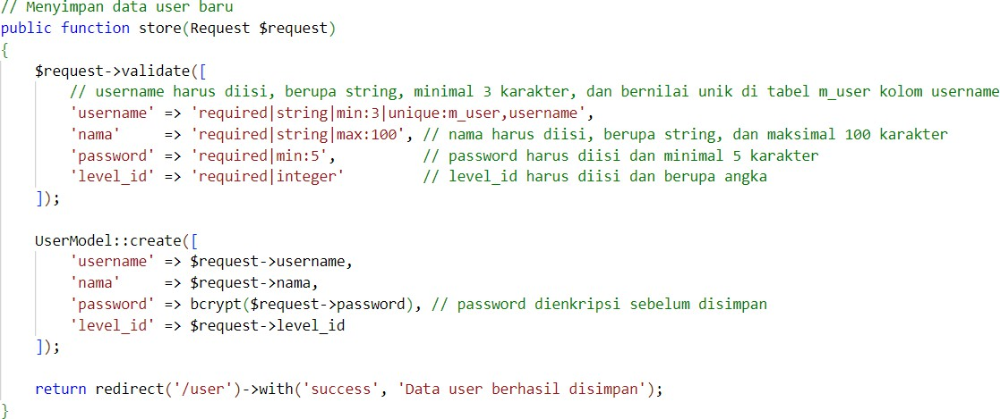 // Menyimpan data user baru
public function store(Request $request)
{
    $request->validate([
        // username harus diisi, berupa string, minimal 3 karakter, dan bernilai unik di tabel m_user kolom username
        'username' => 'required|string|min:3|unique:m_user,username',
        'nama'     => 'required|string|max:100', // nama harus diisi, berupa string, dan maksimal 100 karakter
        'password' => 'required|min:5',          // password harus diisi dan minimal 5 karakter
        'level_id' => 'required|integer'         // level_id harus diisi dan berupa angka
    ]);

    UserModel::create([
        'username' => $request->username,
        'nama'     => $request->nama,
        'password' => bcrypt($request->password), // password dienkripsi sebelum disimpan
        'level_id' => $request->level_id
    ]);

    return redirect('/user')->with('success', 'Data user berhasil disimpan');
}